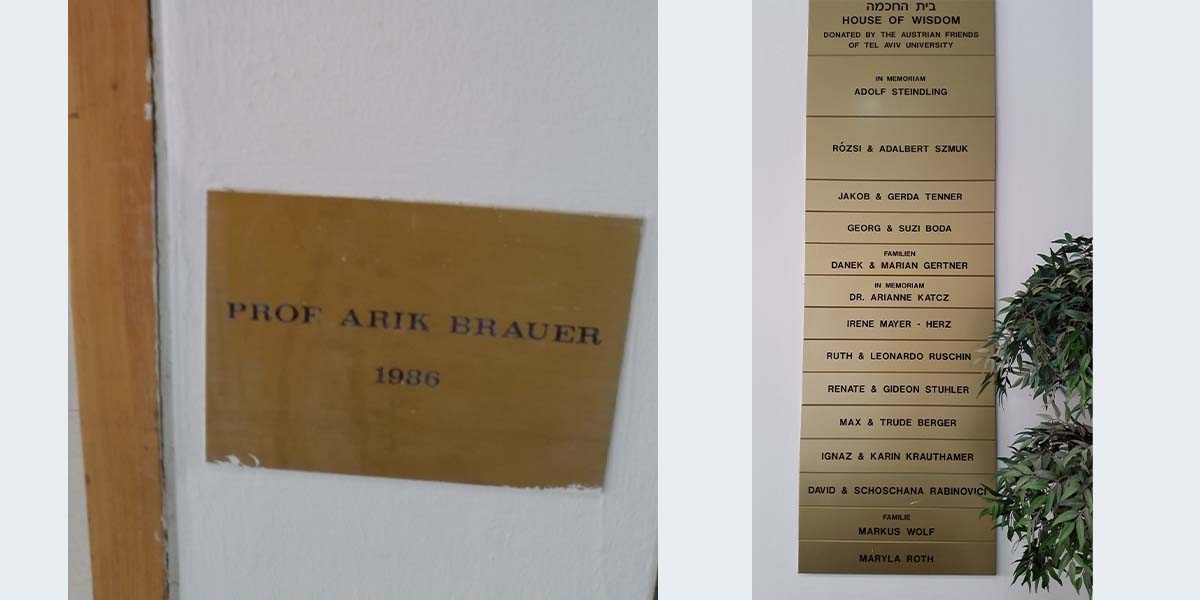 PROF ARIK BRAUER
1986
בית החכמה
HOUSE OF WISDOM
DONATED BY THE AUSTRIAN FRIENDS
OF TEL AVIV UNIVERSITY
IN MEMORIAM
ADOLF STEINDLING
RÓZSI & ADALBERT SZMUK
JAKOB & GERDA TENNER
GEORG & SUZI BODA
FAMILIEN
DANEK & MARIAN GERTNER
IN MEMORIAM
DR. ARIANNE KATCZ
IRENE MAYER - HERZ
RUTH & LEONARDO RUSCHIN
RENATE & GIDEON STUHLER
MAX & TRUDE BERGER
IGNAZ & KARIN KRAUTHAMER
DAVID & SCHOSCHANA RABINOVICI
FAMILIE
MARKUS WOLF
MARYLA ROTH